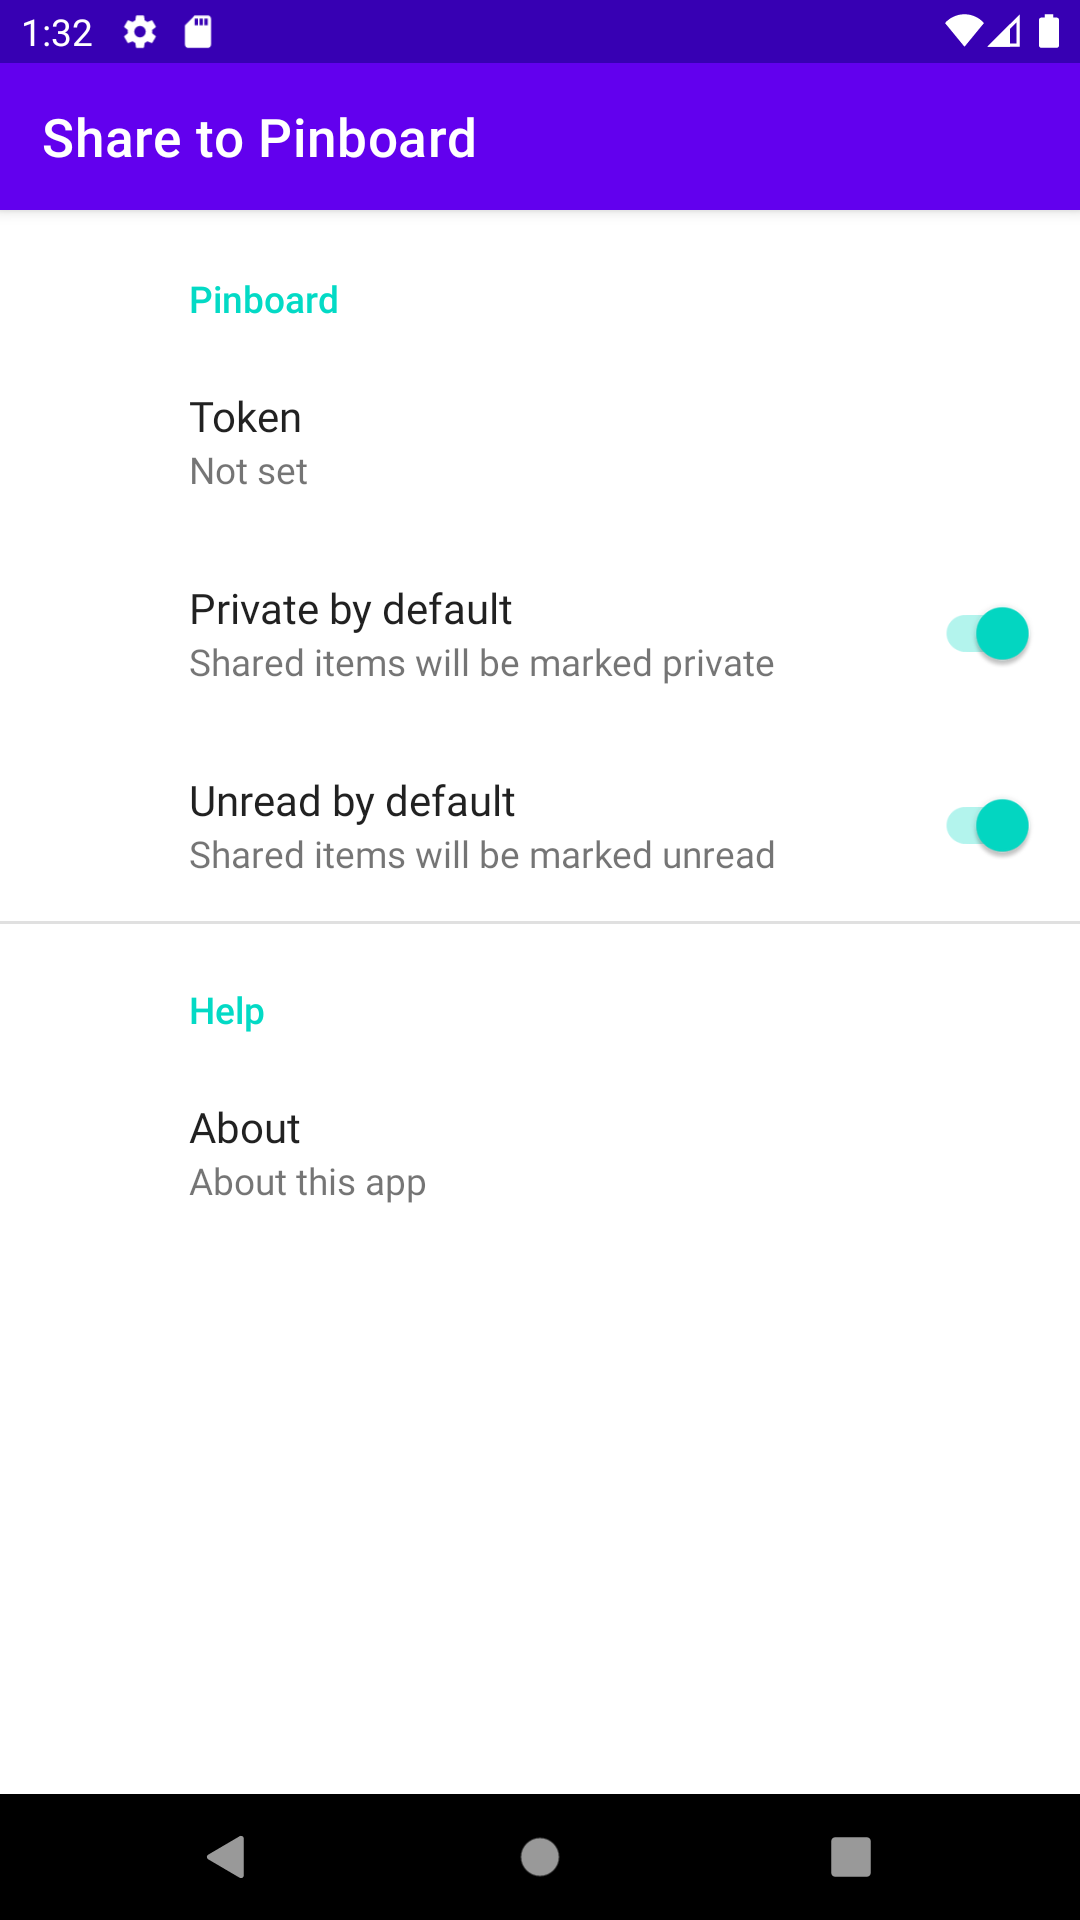 1:32
Share to Pinboard
Pinboard
Token
Not set
Private by default
Shared items will be marked private
Unread by default
Shared items will be marked unread
Help
About
About this app